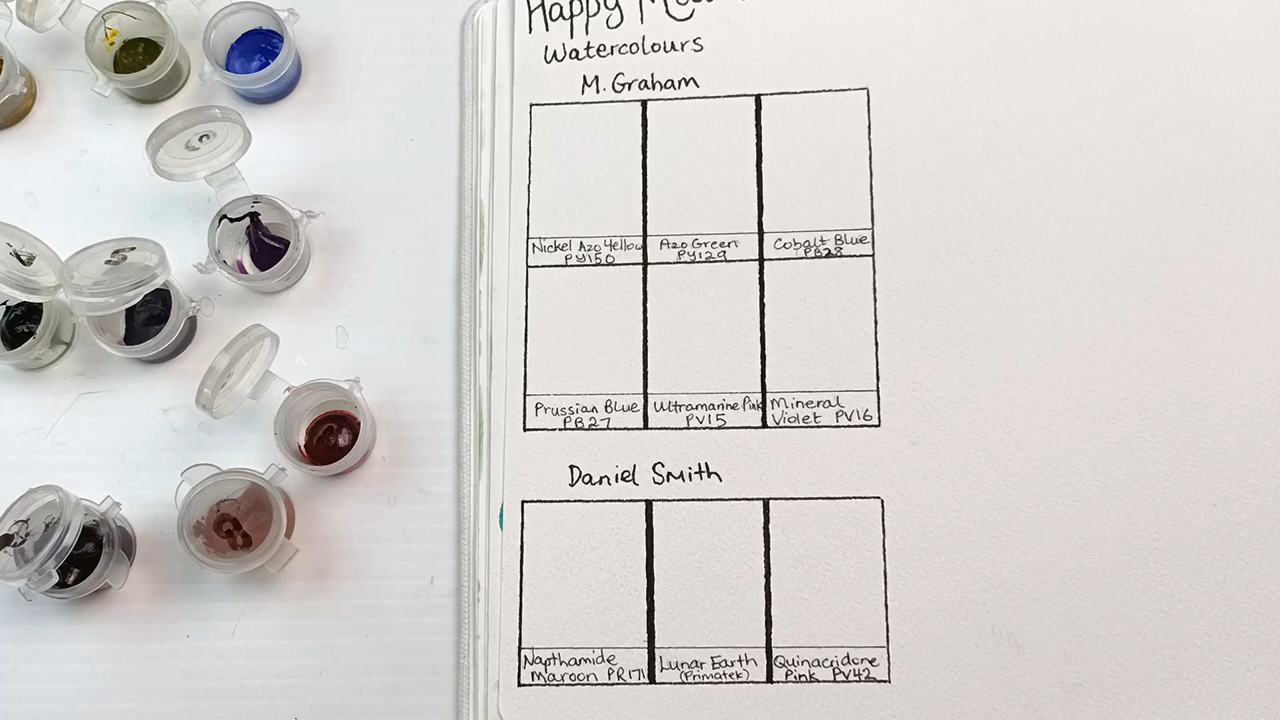 Happy
Watercolours
M. Graham
Nickel Azo Yellow
PY150
Azo Green
PY129
Cobalt Blue
PB28
Prussian Blue
PB27
Ultramarine Pink
PV15
Mineral
Violet PV16
Daniel Smith
Napthamide
Maroon PR171
Lunar Earth
(Primatek)
Quinacridone
Pink PV42